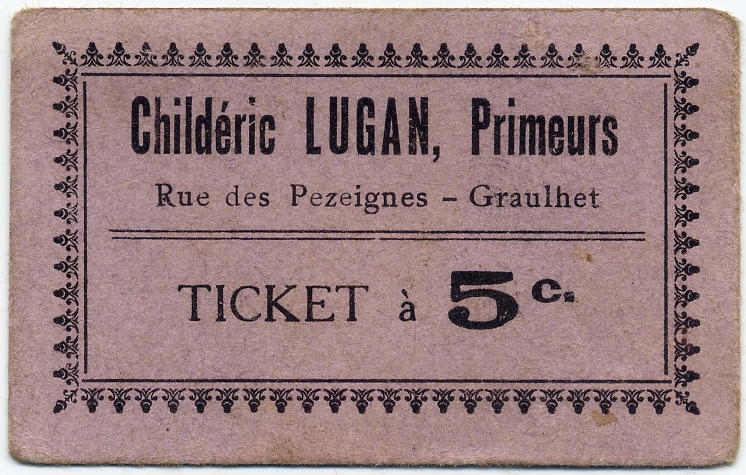 Childéric LUGAN, Primeurs
Rue des Pezeignes – Graulhet
TICKET à 5 c.